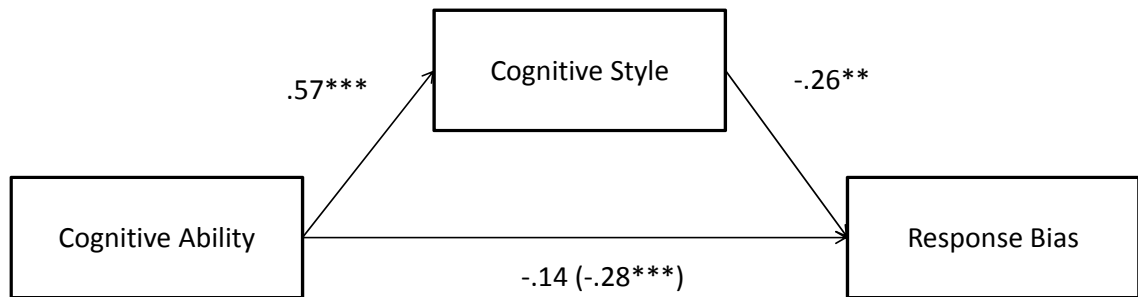 Cognitive Style
.57***
-.26**
Cognitive Ability
Response Bias
-.14 (-.28***)